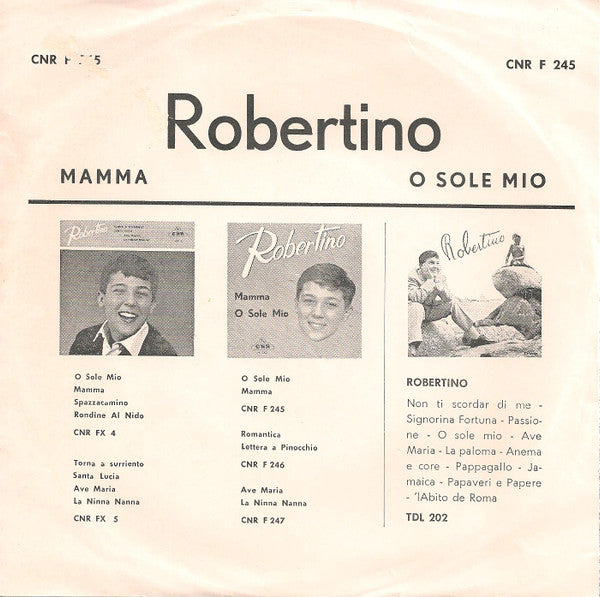 CNR F 245
CNR F 245
Robertino
MAMMA
O SOLE MIO
Robertino
Robertino
Mamma
O Sole Mio
CNR
Robertino
O Sole Mio
Mamma
Spazzacamino
Rondine Al Nido
CNR FX 4
Torna a surriento
Santa Lucia
Ave Maria
La Ninna Nanna
CNR FX 5
O Sole Mio
Mamma
CNR F 245
Romantica
Lettera a Pinocchio
CNR F 246
Ave Maria
La Ninna Nanna
CNR F 247
ROBERTINO
Non ti scordar di me -
Signorina Fortuna - Passio-
ne - O sole mio - Ave
Maria - La paloma - Anema
e core - Pappagallo - Ja-
maica - Papaveri e Papere
- 'lAbito de Roma
TDL 202